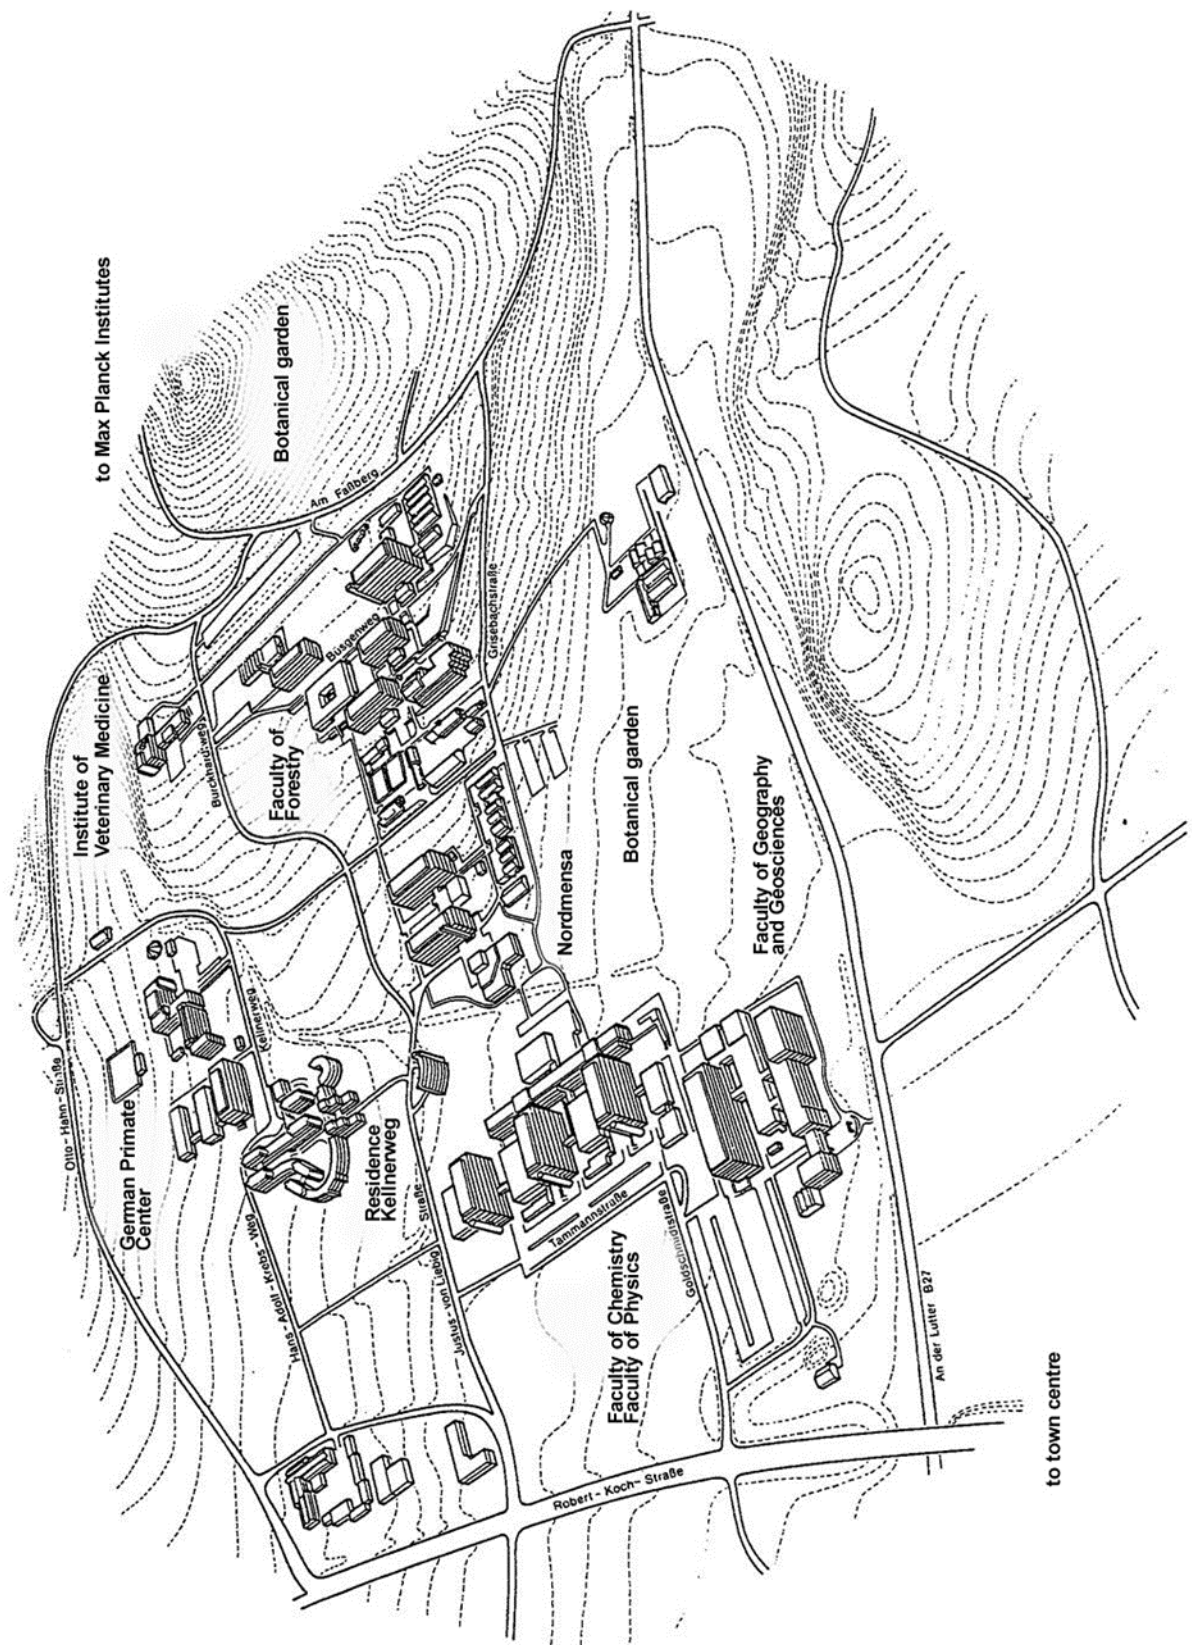 to Max Planck Institutes
Botanical garden
Am Faßberg
Institute of
Veterinary Medicine
Burckhardtweg
Faculty of
Forestry
Büsgenweg
Grisebachstraße
Otto-Hahn-Straße
German Primate
Center
Kellnerweg
Residence
Kellnerweg
Hans-Adolf-Krebs-Weg
Justus-von-Liebig
Straße
Nordmensa
Botanical garden
Faculty of Geography
and Geosciences
Tammannstraße
Goldschmidtstraße
Faculty of Chemistry
Faculty of Physics
Robert-Koch-Straße
An der Lutter B27
to town centre